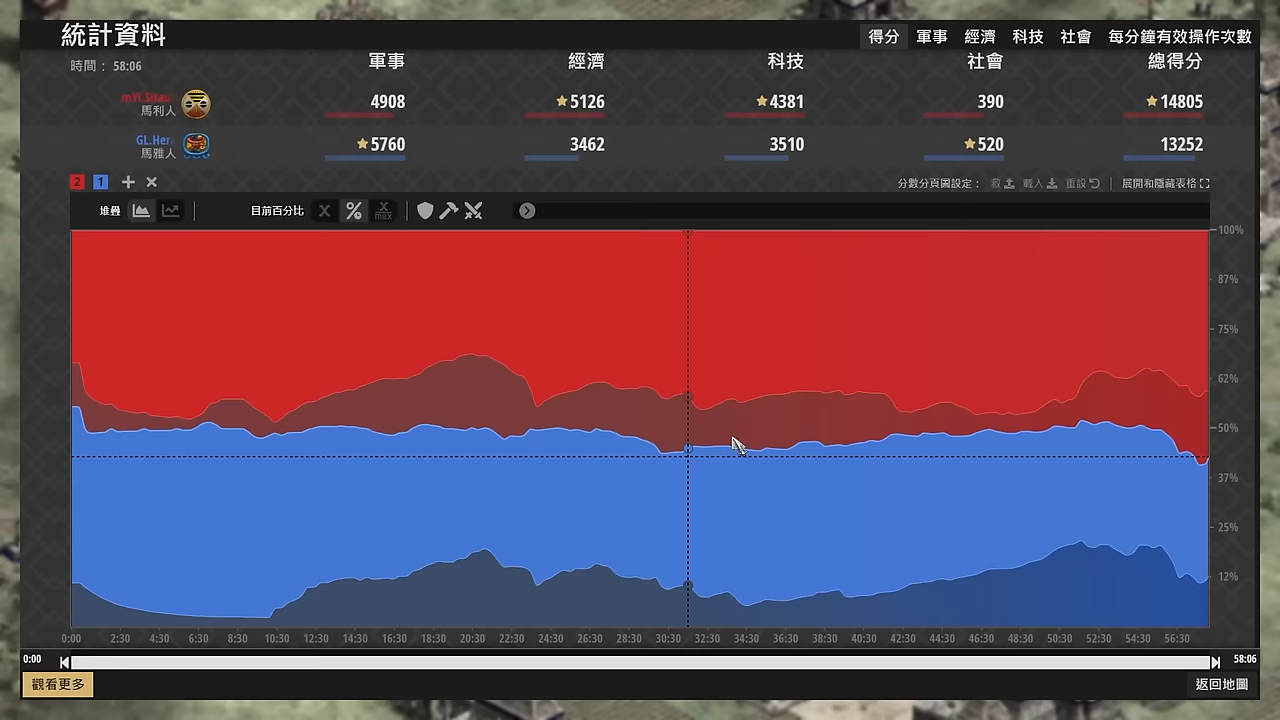 統計資料
得分 軍事 經濟 科技 社會 每分鐘有效操作次數
時間： 58:06
軍事 經濟 科技 社會 總得分
馬利人 4908 5126 4381 390 14805
GL.Her
馬雅人 5760 3462 3510 520 13252
2 1
分數分頁圖設定： 載入 重設 展開和隱藏表格
堆疊 目前百分比 X % X max
100%
87%
75%
62%
50%
37%
25%
12%
0:00 2:30 4:30 6:30 8:30 10:30 12:30 14:30 16:30 18:30 20:30 22:30 24:30 26:30 28:30 30:30 32:30 34:30 36:30 38:30 40:30 42:30 44:30 46:30 48:30 50:30 52:30 54:30 56:30
0:00 58:06
觀看更多 返回地圖